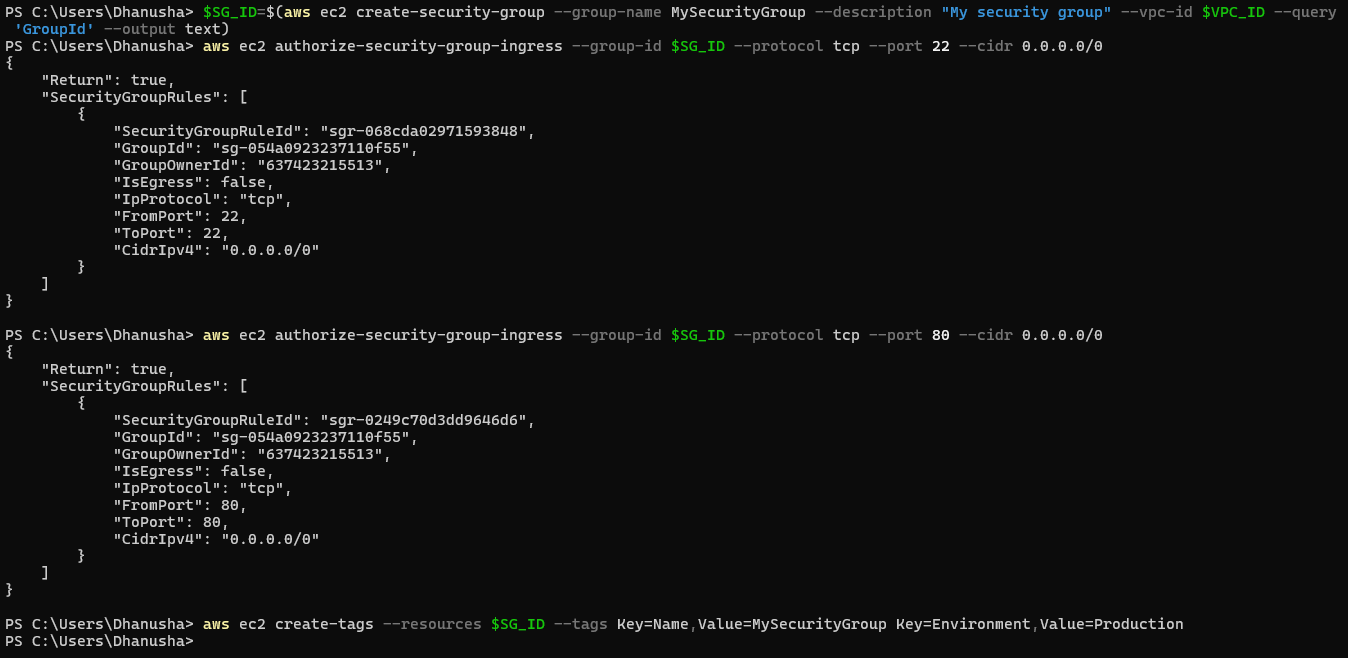 PS C:\Users\Dhanusha> $SG_ID=$(aws ec2 create-security-group --group-name MySecurityGroup --description "My security group" --vpc-id $VPC_ID --query
 'GroupId' --output text)
PS C:\Users\Dhanusha> aws ec2 authorize-security-group-ingress --group-id $SG_ID --protocol tcp --port 22 --cidr 0.0.0.0/0
{
    "Return": true,
    "SecurityGroupRules": [
        {
            "SecurityGroupRuleId": "sgr-068cda02971593848",
            "GroupId": "sg-054a0923237110f55",
            "GroupOwnerId": "637423215513",
            "IsEgress": false,
            "IpProtocol": "tcp",
            "FromPort": 22,
            "ToPort": 22,
            "CidrIpv4": "0.0.0.0/0"
        }
    ]
}
PS C:\Users\Dhanusha> aws ec2 authorize-security-group-ingress --group-id $SG_ID --protocol tcp --port 80 --cidr 0.0.0.0/0
{
    "Return": true,
    "SecurityGroupRules": [
        {
            "SecurityGroupRuleId": "sgr-0249c70d3dd9646d6",
            "GroupId": "sg-054a0923237110f55",
            "GroupOwnerId": "637423215513",
            "IsEgress": false,
            "IpProtocol": "tcp",
            "FromPort": 80,
            "ToPort": 80,
            "CidrIpv4": "0.0.0.0/0"
        }
    ]
}
PS C:\Users\Dhanusha> aws ec2 create-tags --resources $SG_ID --tags Key=Name,Value=MySecurityGroup Key=Environment,Value=Production
PS C:\Users\Dhanusha>